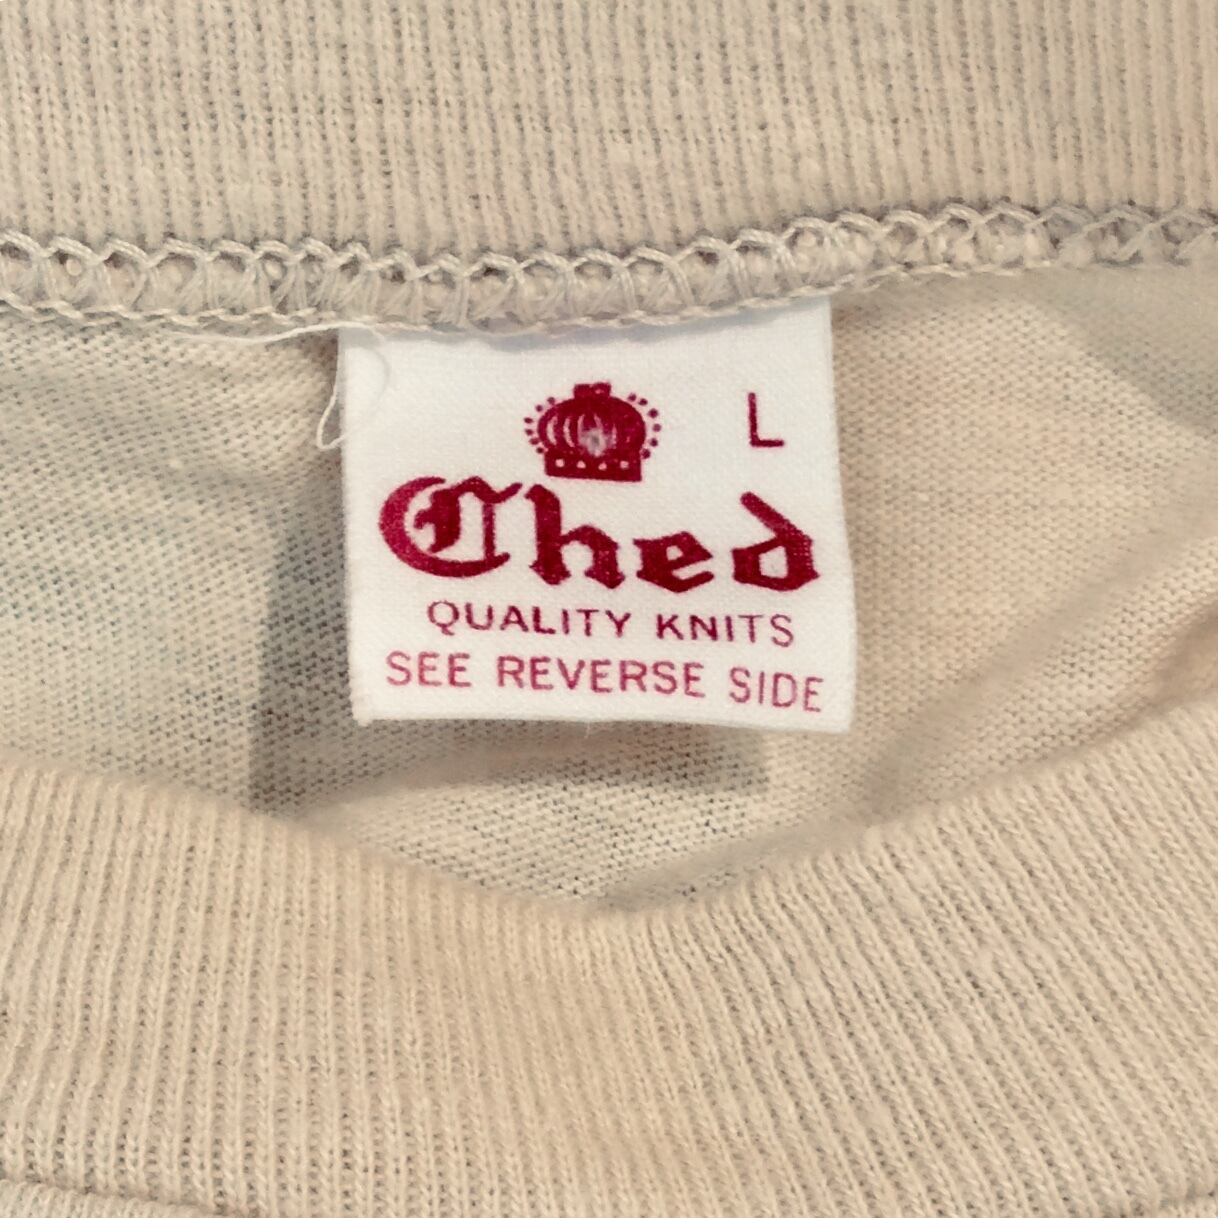 L
Ched
QUALITY KNITS
SEE REVERSE SIDE